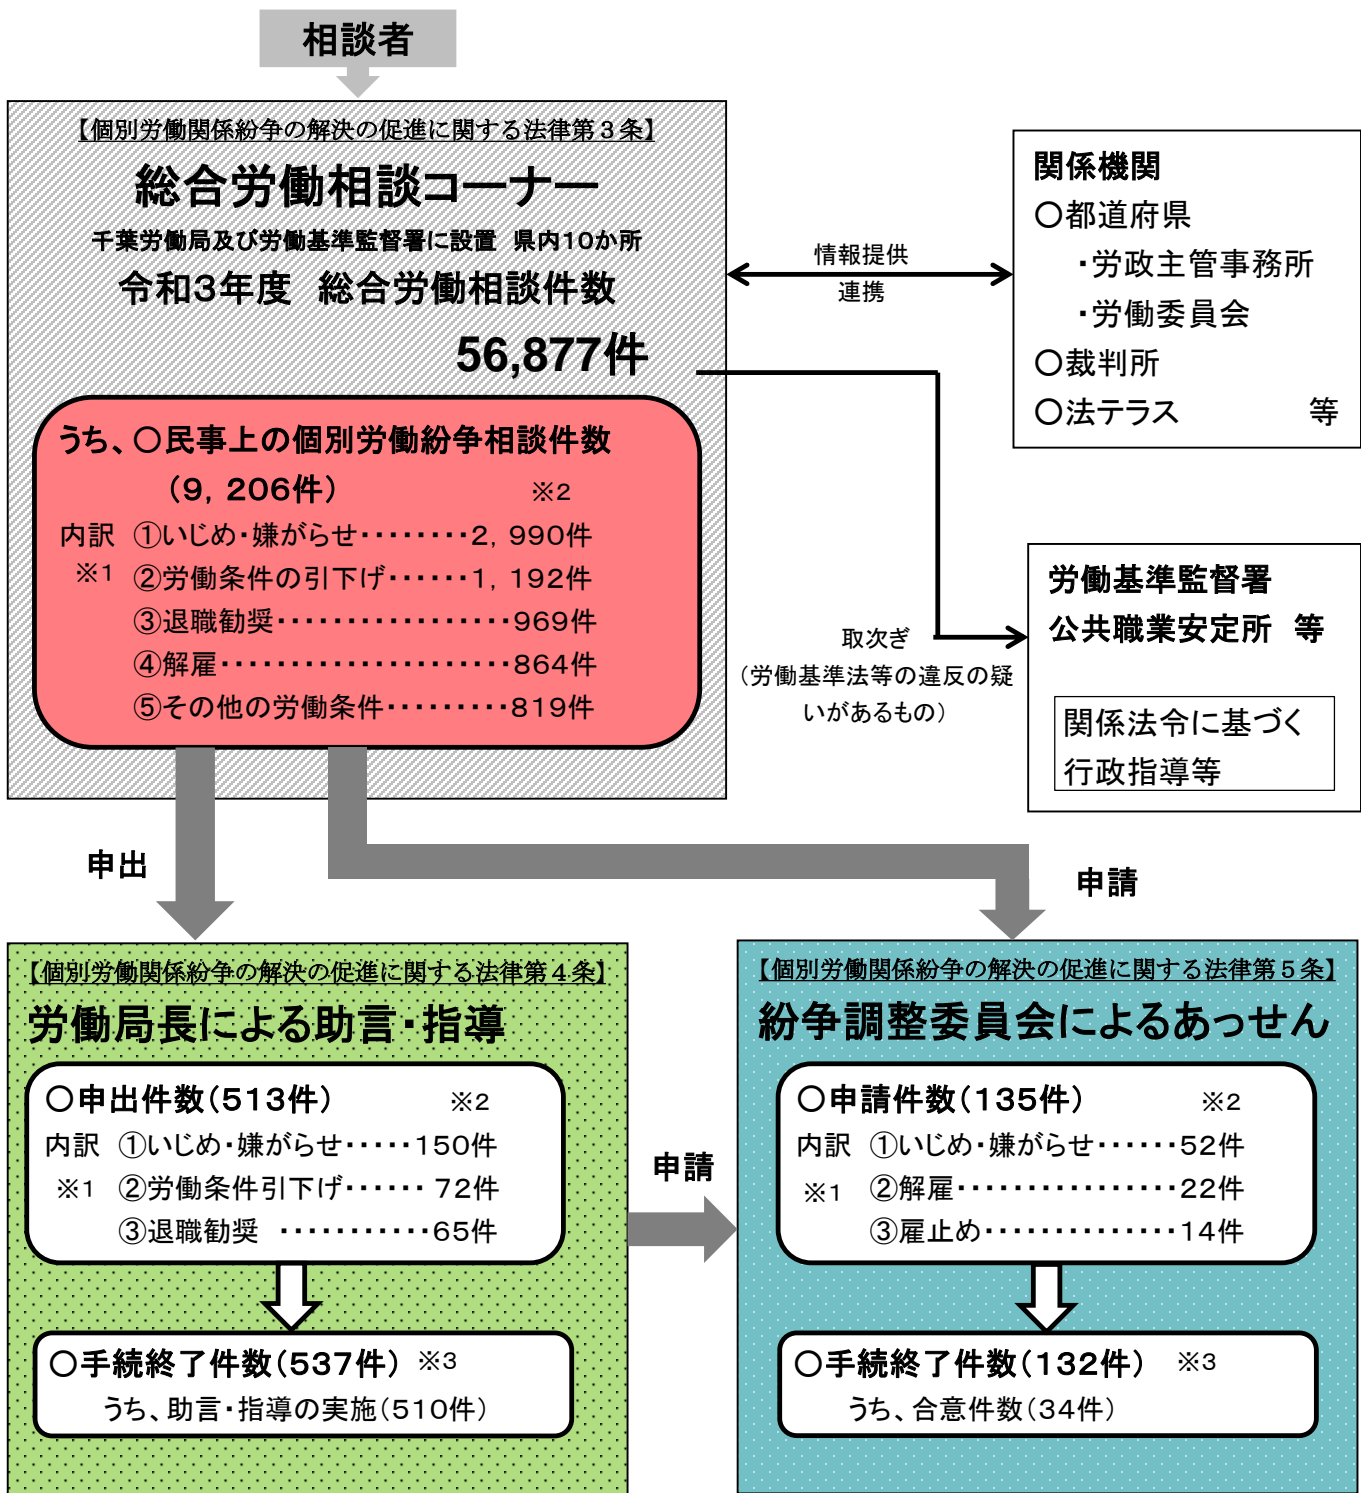 相談者
【個別労働関係紛争の解決の促進に関する法律第３条】
総合労働相談コーナー
千葉労働局及び労働基準監督署に設置　県内10か所
令和3年度　総合労働相談件数
56,877件
うち、○民事上の個別労働紛争相談件数
（9，206件）　※2
内訳　①いじめ・嫌がらせ････････2，990件
※1　②労働条件の引下げ･･････1，192件
③退職勧奨･････････････････969件
④解雇･････････････････････864件
⑤その他の労働条件･････････819件
情報提供
連携
関係機関
○都道府県
・労政主管事務所
・労働委員会
○裁判所
○法テラス　　　等
取次ぎ
（労働基準法等の違反の疑
いがあるもの）
労働基準監督署
公共職業安定所　等
関係法令に基づく
行政指導等
申出
申請
【個別労働関係紛争の解決の促進に関する法律第４条】
労働局長による助言・指導
○申出件数（513件）　※2
内訳　①いじめ・嫌がらせ･････150件
※1　②労働条件引下げ･･････ 72件
③退職勧奨 ････････････65件
○手続終了件数（537件）　※3
うち、助言・指導の実施（510件）
申請
【個別労働関係紛争の解決の促進に関する法律第５条】
紛争調整委員会によるあっせん
○申請件数（135件）　※2
内訳　①いじめ・嫌がらせ･･････52件
※1　②解雇････････････････22件
③雇止め･･････････････14件
○手続終了件数（132件）　※3
うち、合意件数（34件）